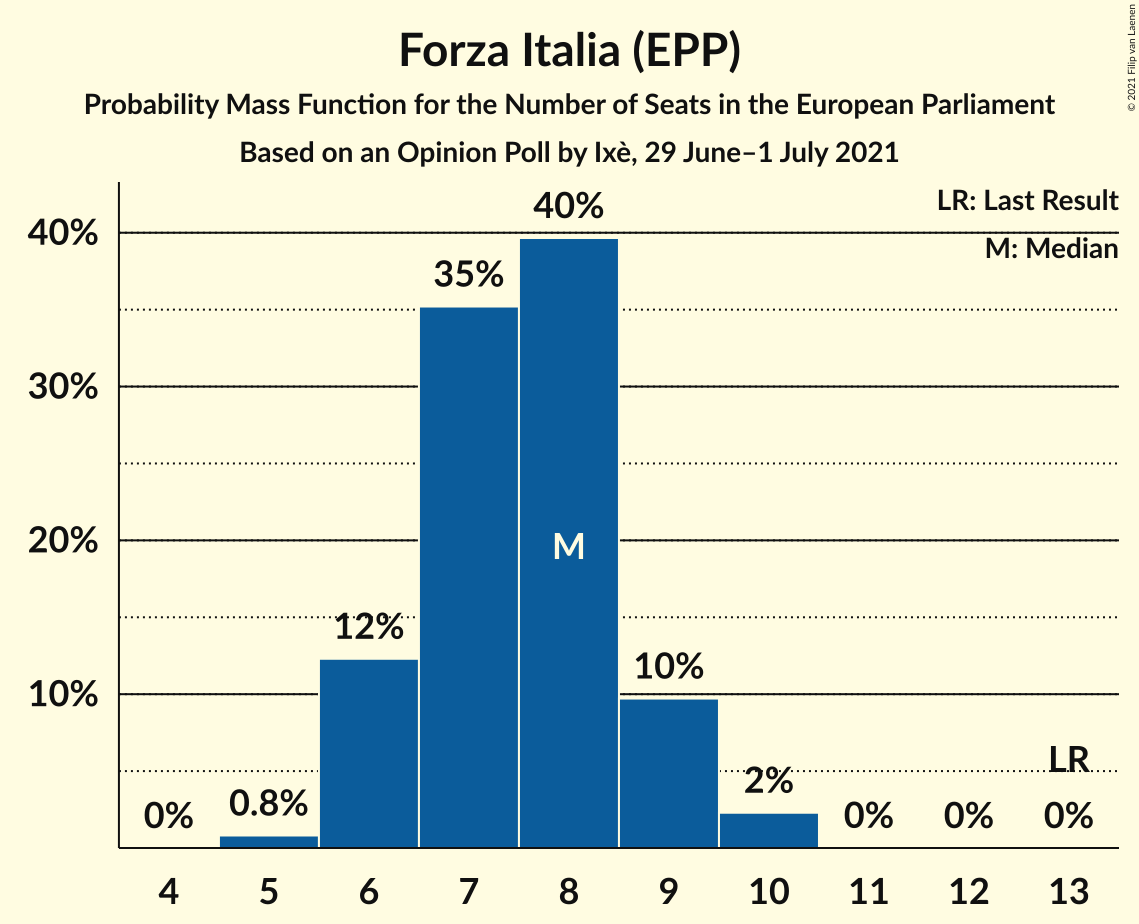 Forza Italia (EPP)
Probability Mass Function for the Number of Seats in the European Parliament
Based on an Opinion Poll by Ixè, 29 June–1 July 2021
© 2021 Filip van Laenen
LR: Last Result
M: Median
40%
30%
20%
10%
0%
0.8%
12%
35%
40%
M
10%
2%
0%
0%
LR
0%
4 5 6 7 8 9 10 11 12 13